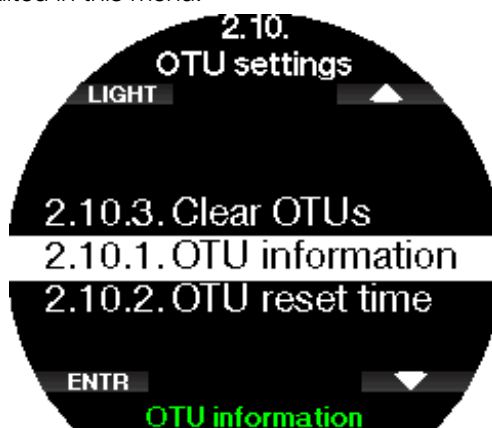 2.10.
OTU settings
LIGHT
2.10.3. Clear OTUs
2.10.1. OTU information
2.10.2. OTU reset time
ENTR
OTU information